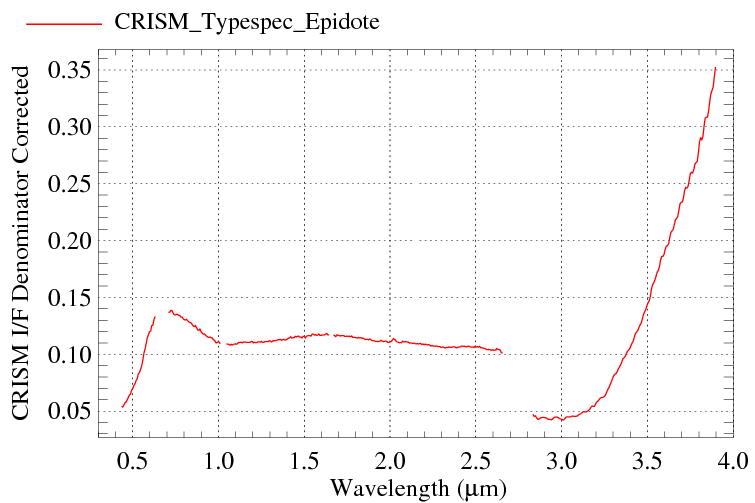 CRISM_Typespec_Epidote
CRISM I/F Denominator Corrected
0.35
0.30
0.25
0.20
0.15
0.10
0.05
0.5 1.0 1.5 2.0 2.5 3.0 3.5 4.0
Wavelength (μm)